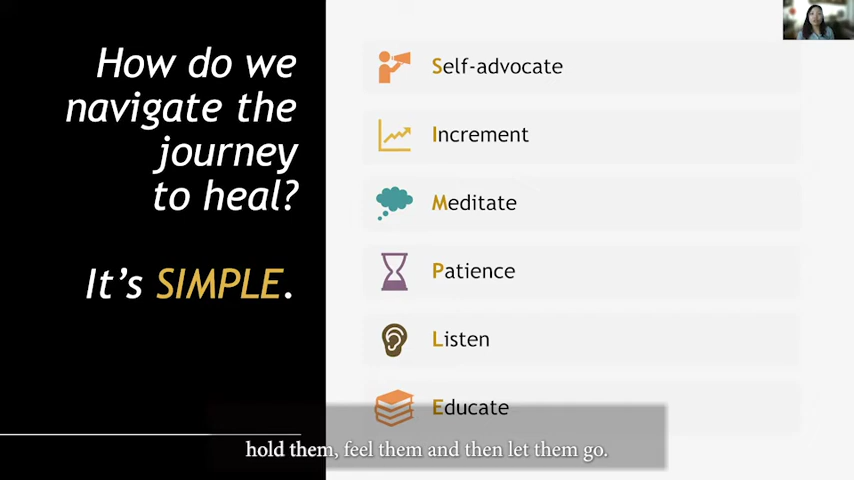 How do we
navigate the
journey
to heal?
It's SIMPLE.
Self-advocate
Increment
Meditate
Patience
Listen
Educate
hold them, feel them and then let them go.